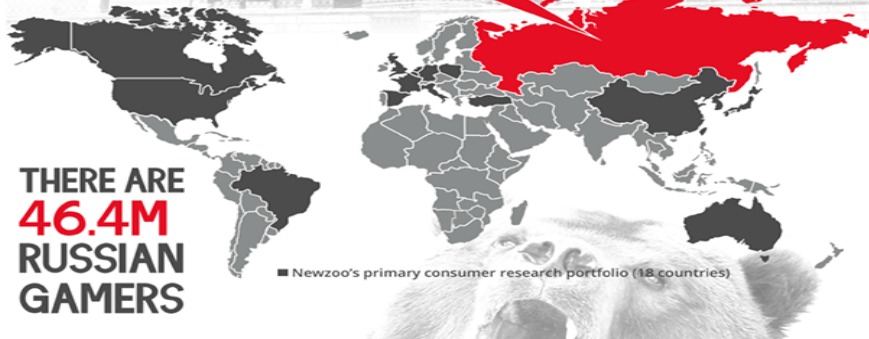 THERE ARE
46.4M
RUSSIAN
GAMERS
Newzoo's primary consumer research portfolio (18 countries)